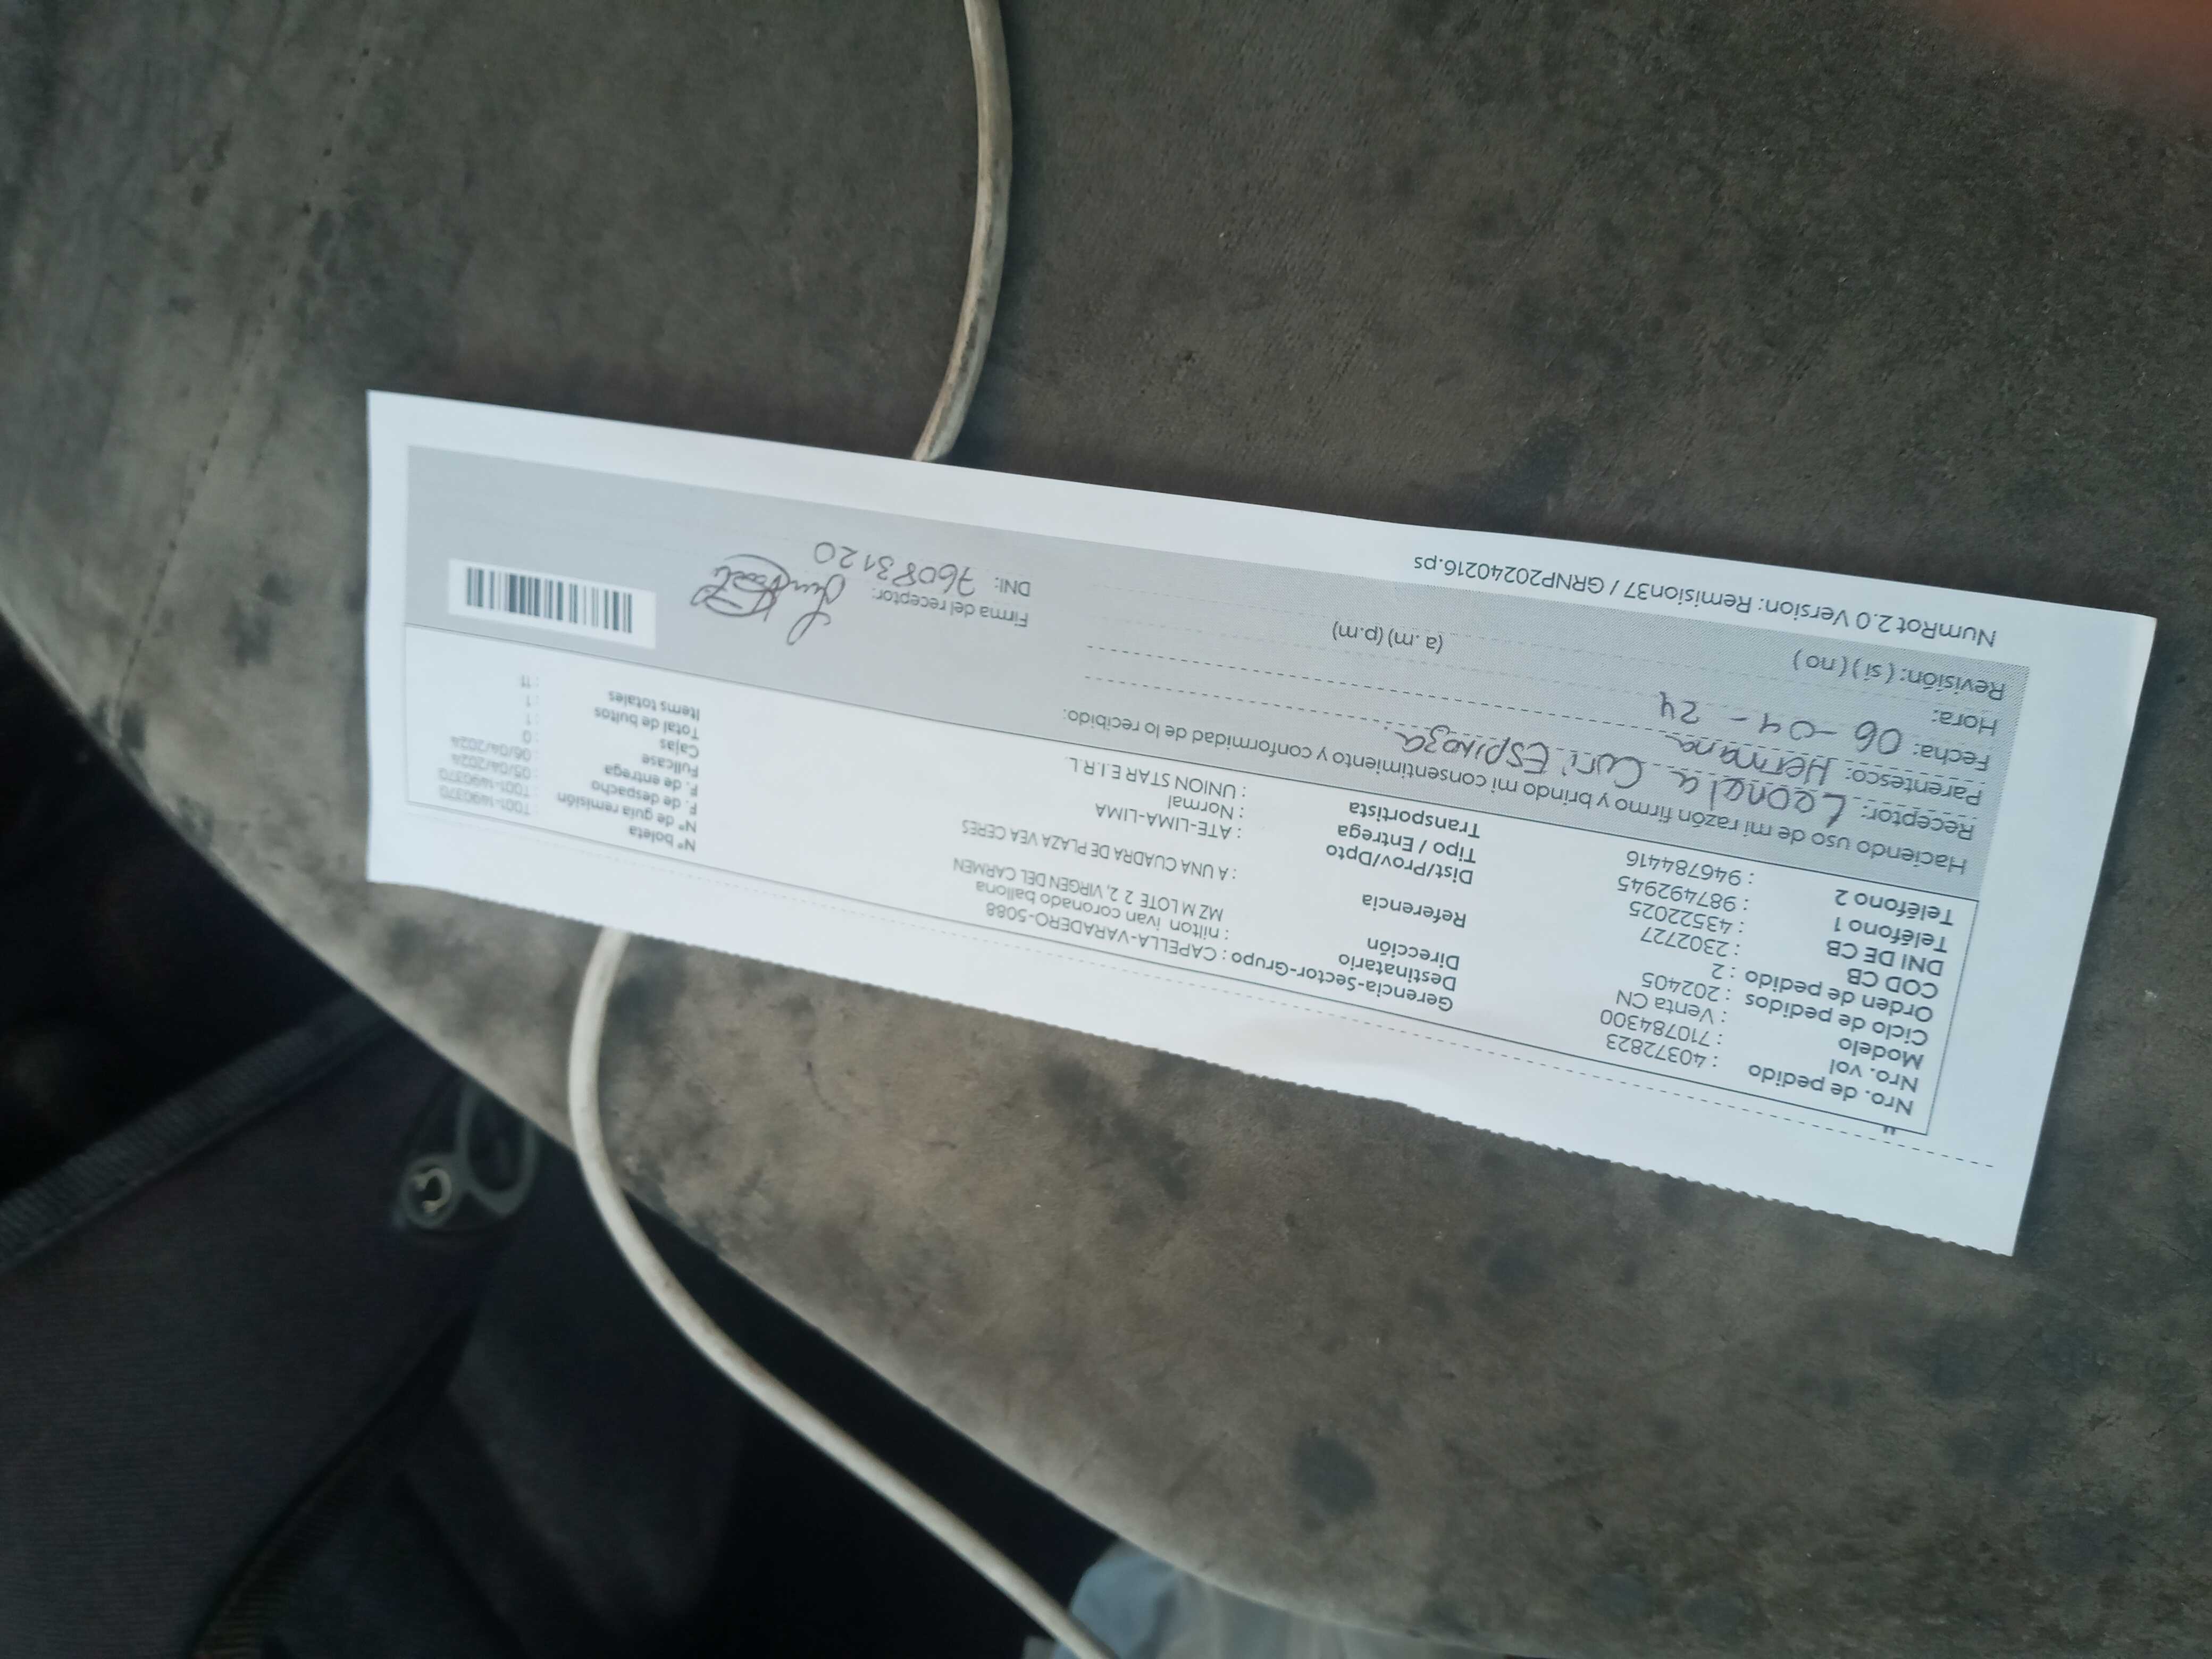 Nro. de pedido : 40372823
Nro. vol : 710784300
Modelo : Venta CN
Ciclo de pedidos : 202405
Orden de pedido : 2
COD CB : 2302727
DNI DE CB : 43522025
Teléfono 1 : 987492945
Teléfono 2 : 946784416
Gerencia-Sector-Grupo : CAPELLA-VARADERO-5088
Destinatario : nilton ivan coronado ballona
Dirección MZ M LOTE 2 2, VIRGEN DEL CARMEN
Referencia : A UNA CUADRA DE PLAZA VEA CERES
Dist/Prov/Dpto : ATE-LIMA-LIMA
Tipo / Entrega : Normal
Transportista : UNION STAR E.I.R.L.
N° boleta : T001-1490370
N° de guía remisión : T001-1490370
F. de despacho : 05/04/2024
F. de entrega : 06/04/2024
Fullcase : 0
Cajas : 1
Total de bultos : 1
Items totales : 11
Haciendo uso de mi razón firmo y brindo mi consentimiento y conformidad de lo recibido:
Receptor: Leonela Curi Espinoza.
Parentesco: Hermana
Fecha: 06-04-24
Hora: (a.m) (p.m)
Revisión: ( si ) ( no )
Firma del receptor:
DNI: 76083120
NumRot 2.0 Version: Remision37 / GRNP20240216.ps